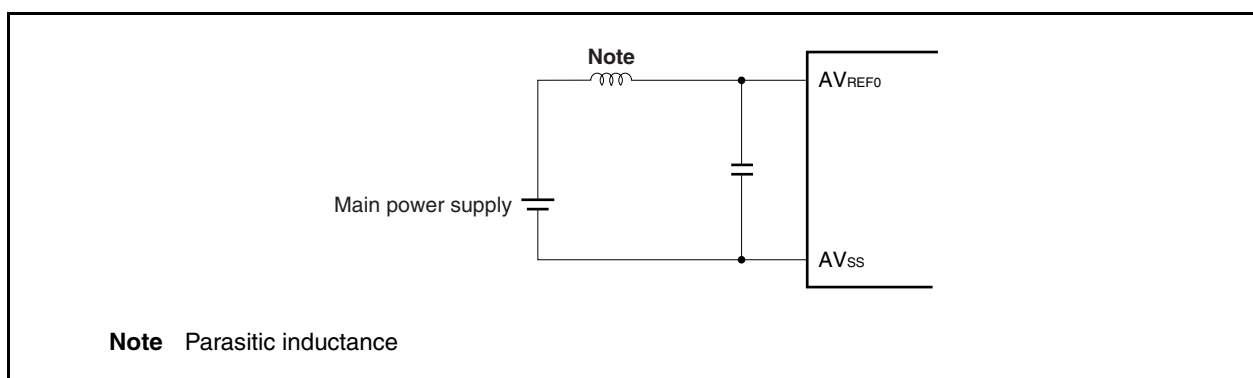 Note
AVREF0
Main power supply
AVSS
Note Parasitic inductance